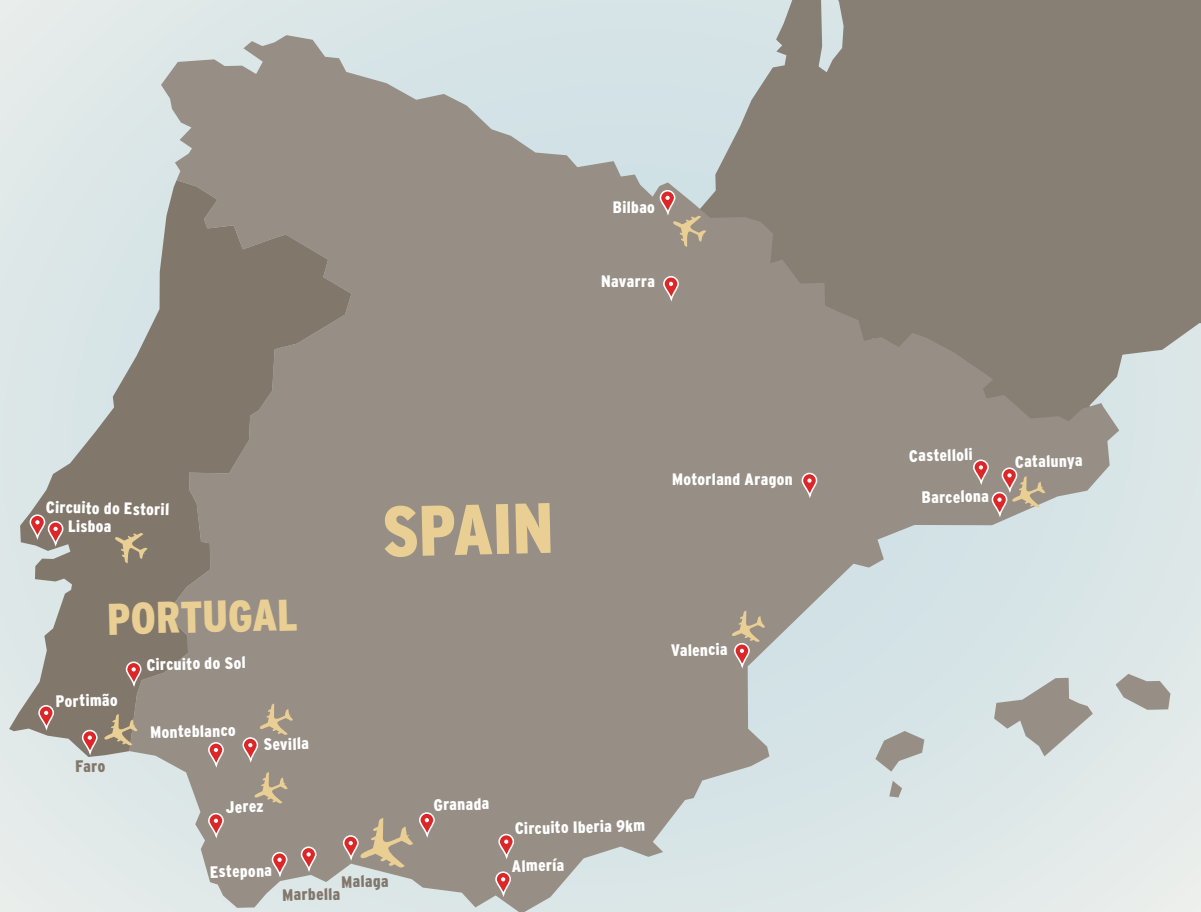 Bilbao
Navarra
Castelloli
Catalunya
Motorland Aragon
Barcelona
Circuito do Estoril
Lisboa
SPAIN
PORTUGAL
Valencia
Circuito do Sol
Portimão
Monteblanco
Sevilla
Faro
Jerez
Granada
Circuito Iberia 9km
Almería
Estepona
Malaga
Marbella